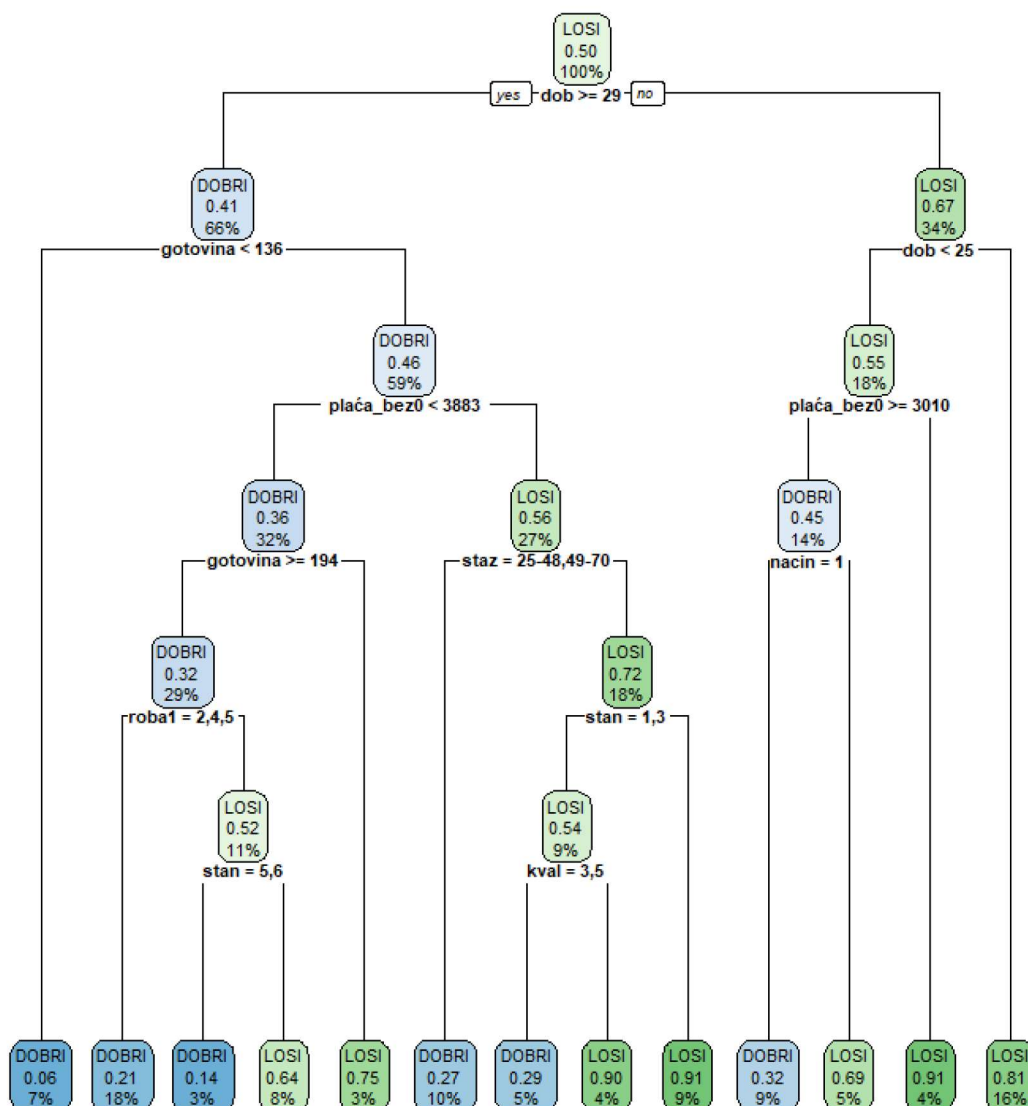 LOSI
0.50
100%
yes dob >= 29 no
DOBRI
0.41
66%
gotovina < 136
LOSI
0.67
34%
dob < 25
DOBRI
0.46
59%
plaća_bez0 < 3883
LOSI
0.55
18%
plaća_bez0 >= 3010
DOBRI
0.36
32%
gotovina >= 194
LOSI
0.56
27%
staz = 25-48,49-70
DOBRI
0.45
14%
nacin = 1
DOBRI
0.32
29%
roba1 = 2,4,5
LOSI
0.72
18%
stan = 1,3
LOSI
0.52
11%
stan = 5,6
LOSI
0.54
9%
kval = 3,5
DOBRI
0.06
7%
DOBRI
0.21
18%
DOBRI
0.14
3%
LOSI
0.64
8%
LOSI
0.75
3%
DOBRI
0.27
10%
DOBRI
0.29
5%
LOSI
0.90
4%
LOSI
0.91
9%
DOBRI
0.32
9%
LOSI
0.69
5%
LOSI
0.91
4%
LOSI
0.81
16%